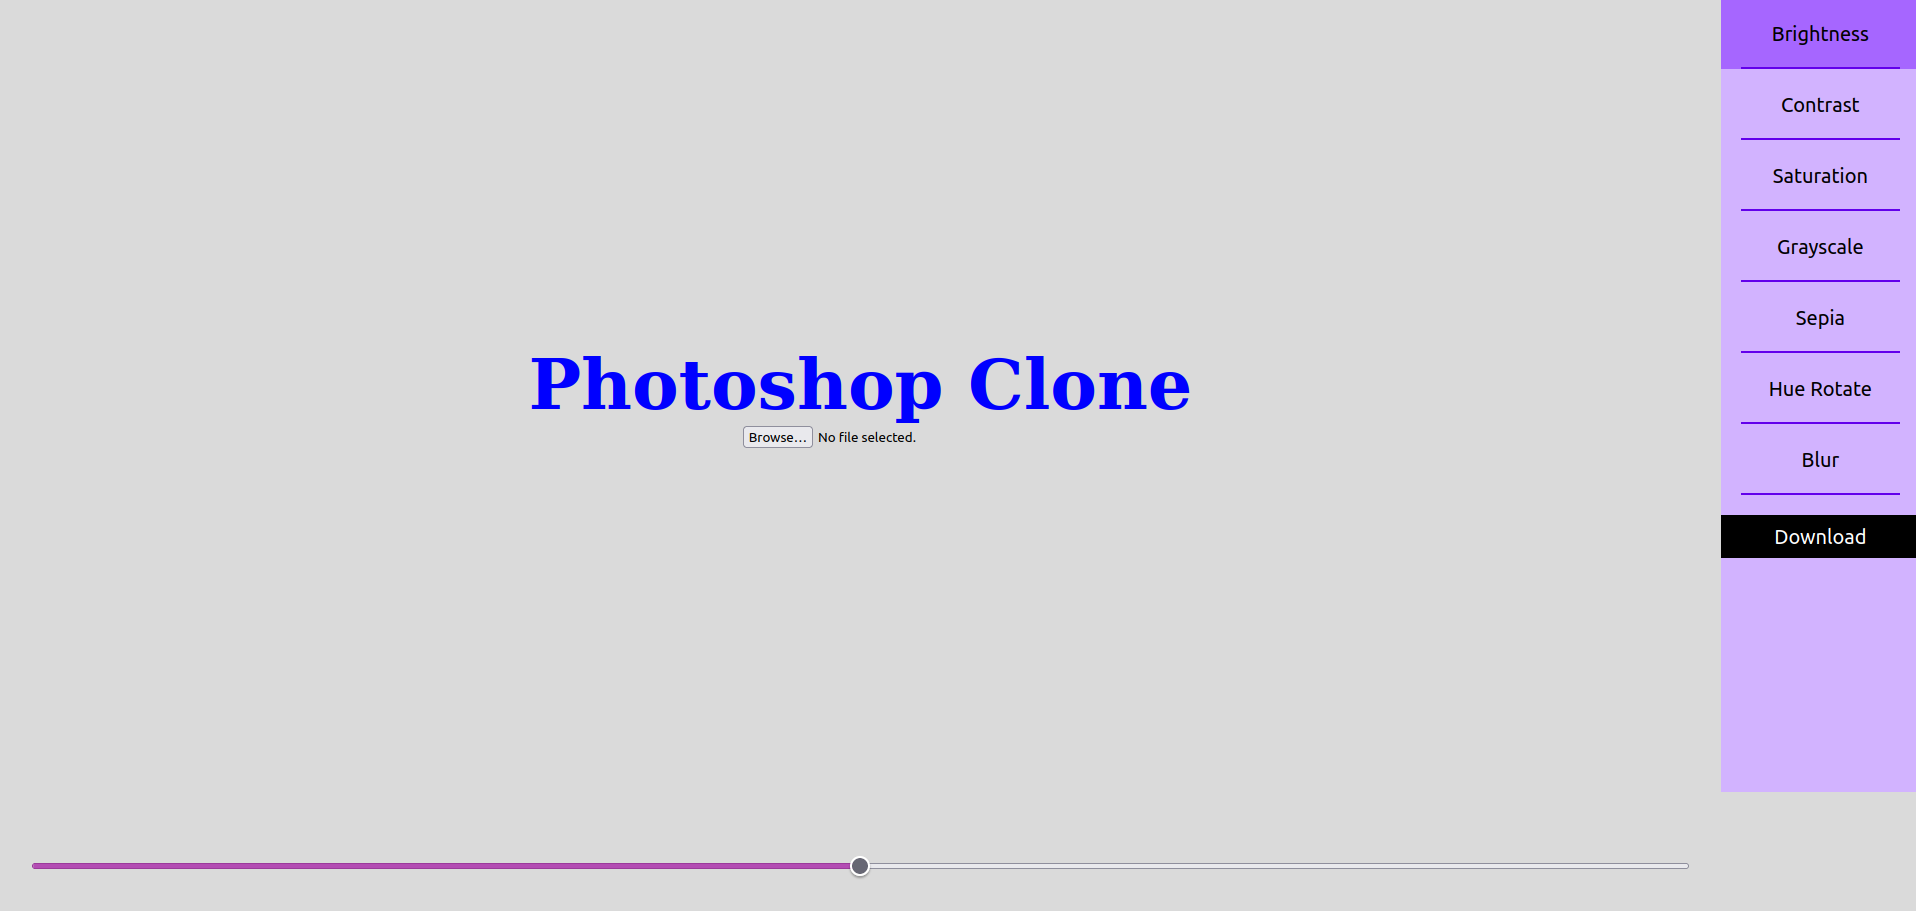 Photoshop Clone
Browse... No file selected.
Brightness
Contrast
Saturation
Grayscale
Sepia
Hue Rotate
Blur
Download